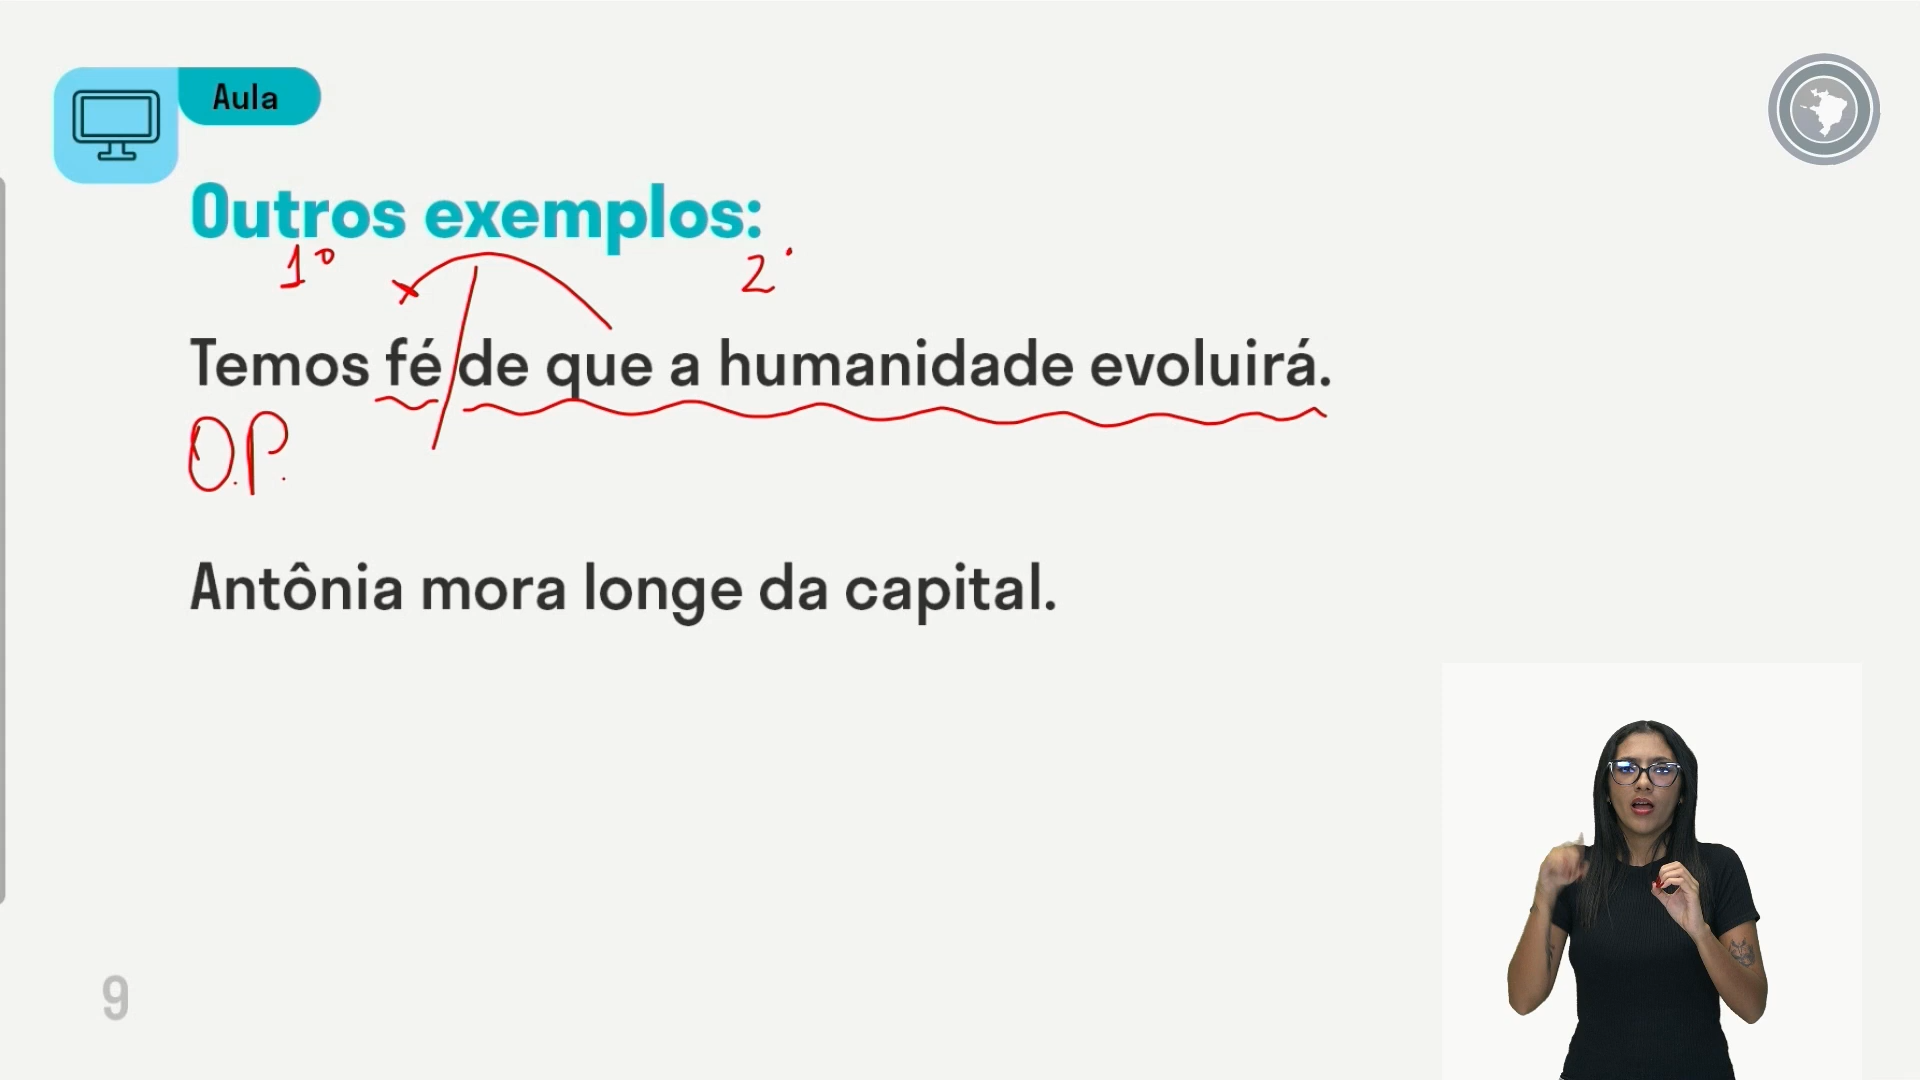 Aula
Outros exemplos:
1º 2º
Temos fé de que a humanidade evoluirá.
O.P.
Antônia mora longe da capital.
9